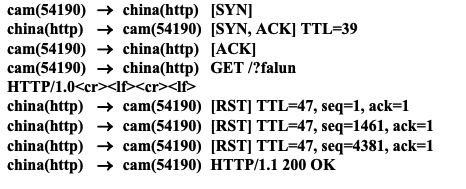 cam(54190) → china(http) [SYN]
china(http) → cam(54190) [SYN, ACK] TTL=39
cam(54190) → china(http) [ACK]
cam(54190) → china(http) GET /?falun
HTTP/1.0<cr><lf><cr><lf>
china(http) → cam(54190) [RST] TTL=47, seq=1, ack=1
china(http) → cam(54190) [RST] TTL=47, seq=1461, ack=1
china(http) → cam(54190) [RST] TTL=47, seq=4381, ack=1
china(http) → cam(54190) HTTP/1.1 200 OK